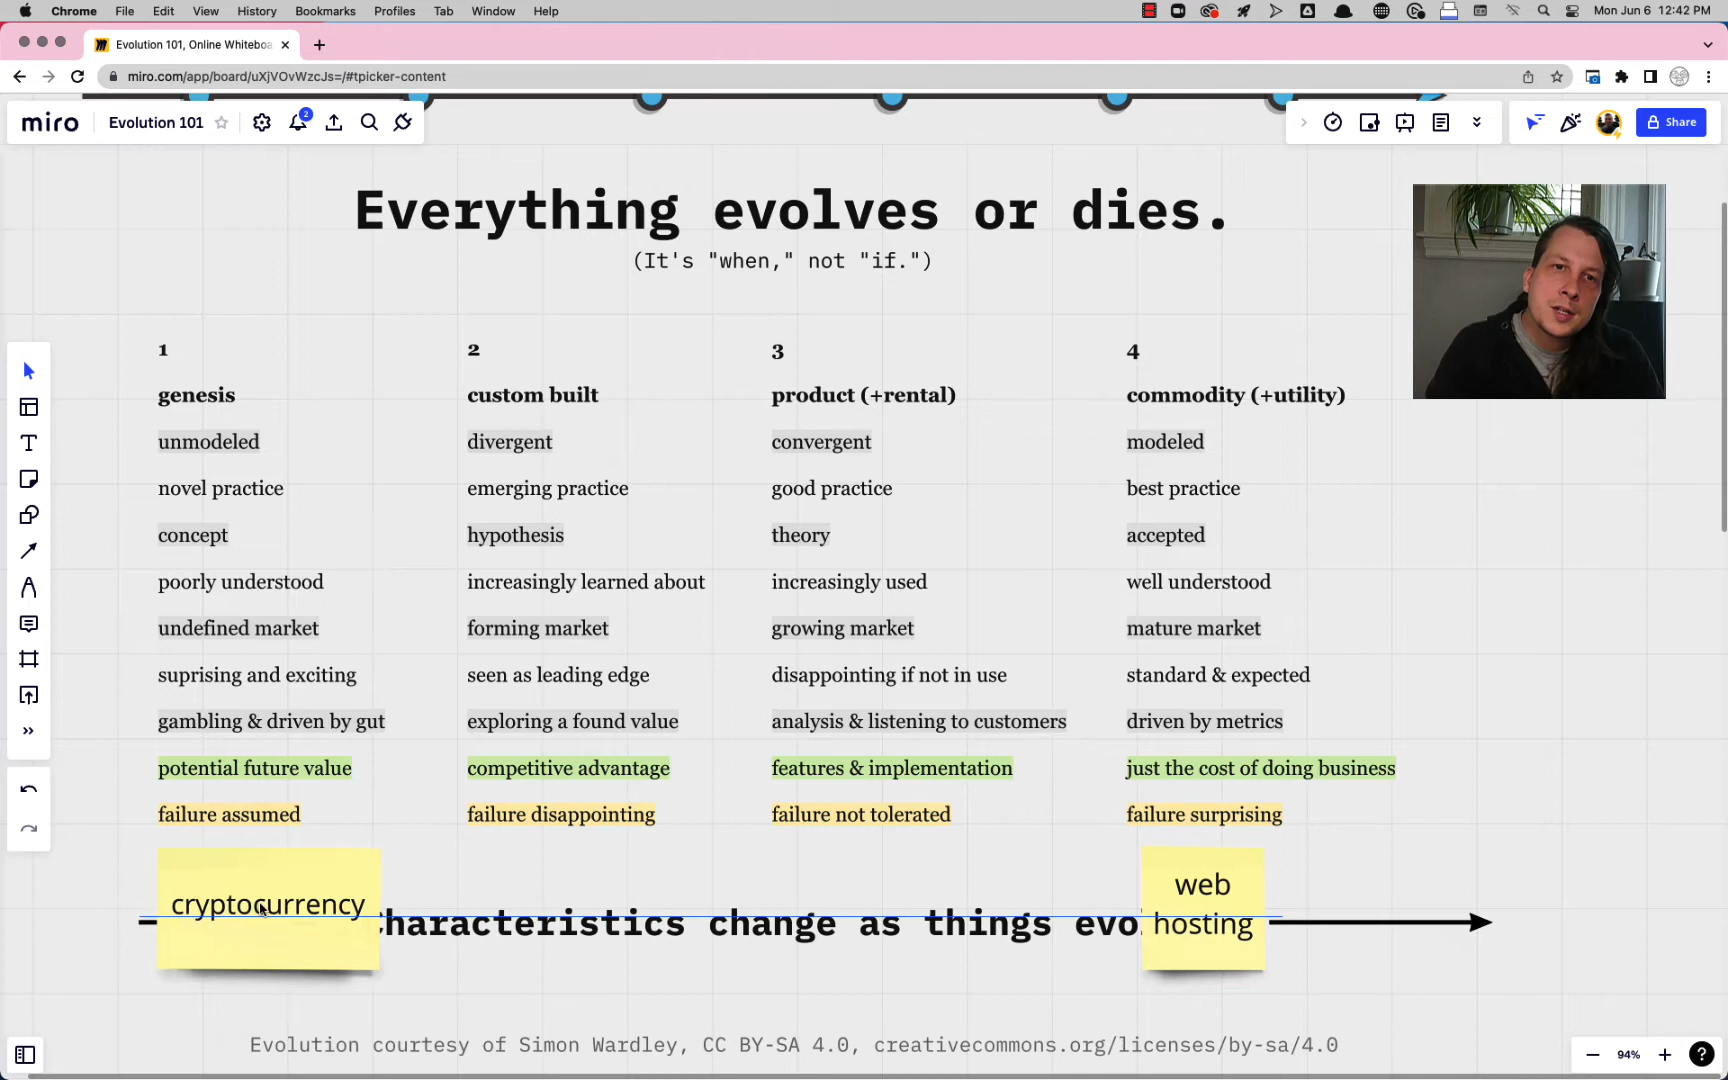 Chrome File Edit View History Bookmarks Profiles Tab Window Help Mon Jun 6 12:42 PM
Evolution 101, Online Whiteboa
miro.com/app/board/uXjVOvWzcJs=/#tpicker-content
miro Evolution 101 2 Share
Everything evolves or dies.
(It's "when," not "if.")
1 2 3 4
genesis custom built product (+rental) commodity (+utility)
unmodeled divergent convergent modeled
novel practice emerging practice good practice best practice
concept hypothesis theory accepted
poorly understood increasingly learned about increasingly used well understood
undefined market forming market growing market mature market
suprising and exciting seen as leading edge disappointing if not in use standard & expected
gambling & driven by gut exploring a found value analysis & listening to customers driven by metrics
potential future value competitive advantage features & implementation just the cost of doing business
failure assumed failure disappointing failure not tolerated failure surprising
cryptocurrency web
Characteristics change as things evol hosting
Evolution courtesy of Simon Wardley, CC BY-SA 4.0, creativecommons.org/licenses/by-sa/4.0
94%